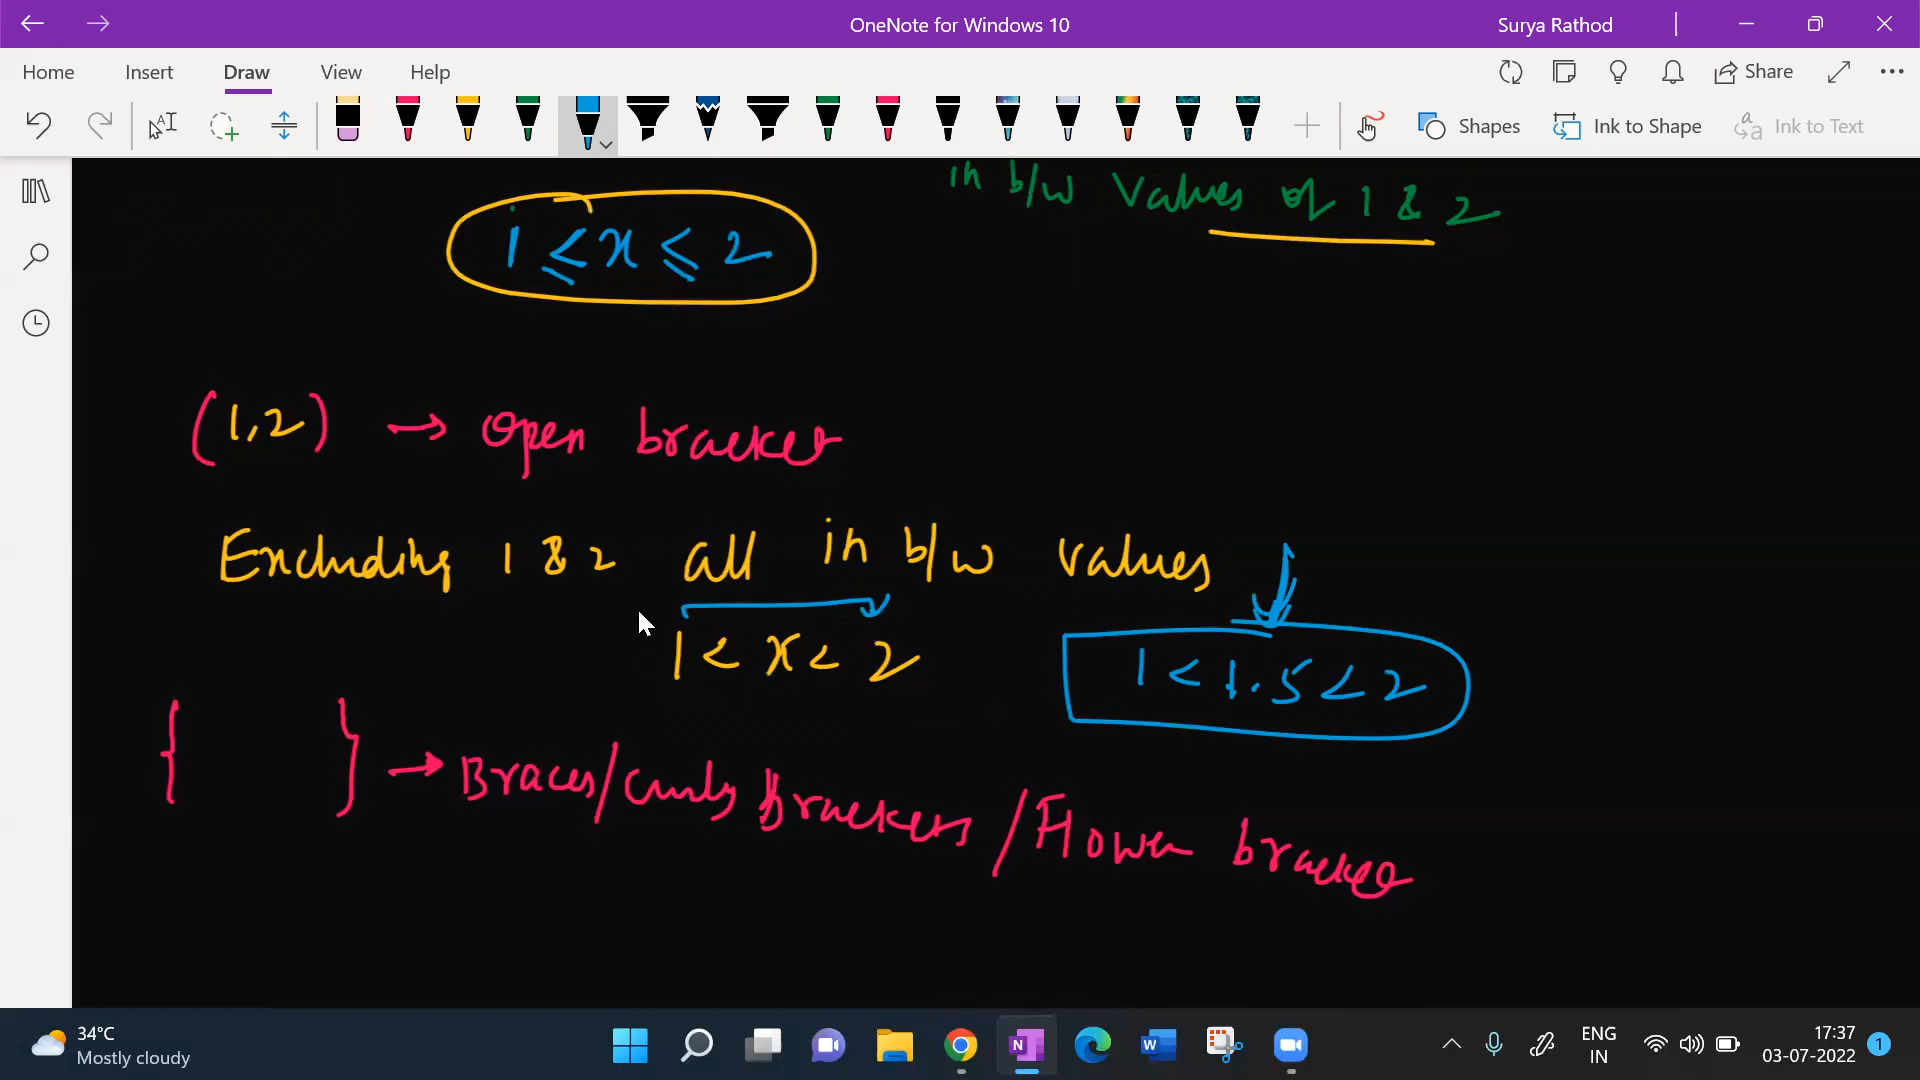 OneNote for Windows 10
Surya Rathod
Home Insert Draw View Help
Share
Shapes Ink to Shape Ink to Text
in b/w values of 1 & 2
1 ≤ x ≤ 2
(1,2) → Open bracket
Excluding 1 & 2 all in b/w values
1 < x < 2
1 < 1.5 < 2
{ } → Braces/curly brackets/Flower bracket
34°C
Mostly cloudy
ENG
IN
17:37
03-07-2022
1